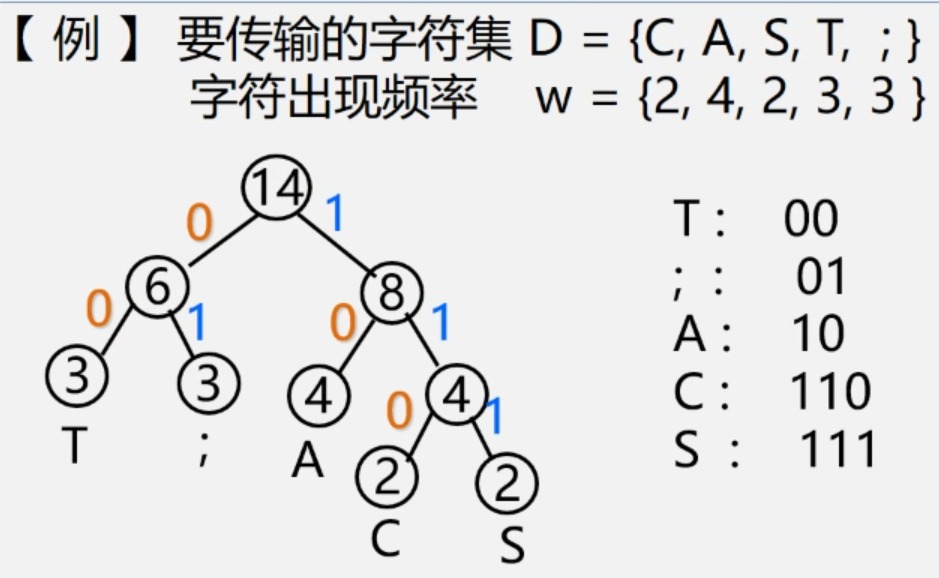 【 例 】 要传输的字符集 D = {C, A, S, T, ; }
字符出现频率 w = {2, 4, 2, 3, 3 }
14
0 1
6 8
0 1 0 1
3 3 4 4
T ; A 0 1
2 2
C S
T : 00
; : 01
A : 10
C : 110
S : 111